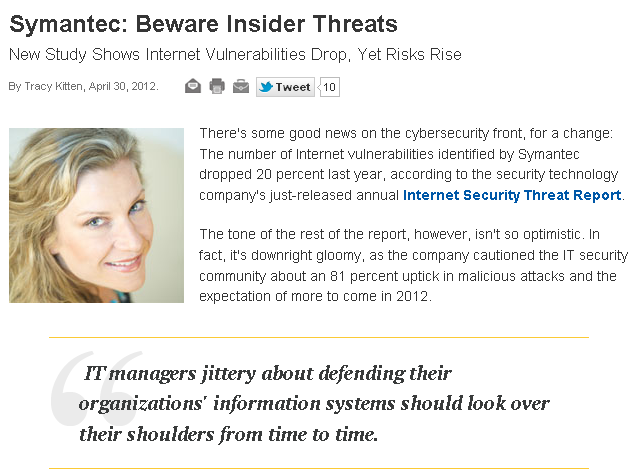 Symantec: Beware Insider Threats
New Study Shows Internet Vulnerabilities Drop, Yet Risks Rise
By Tracy Kitten, April 30, 2012.
Tweet
10
There's some good news on the cybersecurity front, for a change:
The number of Internet vulnerabilities identified by Symantec
dropped 20 percent last year, according to the security technology
company's just-released annual Internet Security Threat Report.
The tone of the rest of the report, however, isn't so optimistic. In
fact, it's downright gloomy, as the company cautioned the IT security
community about an 81 percent uptick in malicious attacks and the
expectation of more to come in 2012.
“ IT managers jittery about defending their
organizations' information systems should look over
their shoulders from time to time.